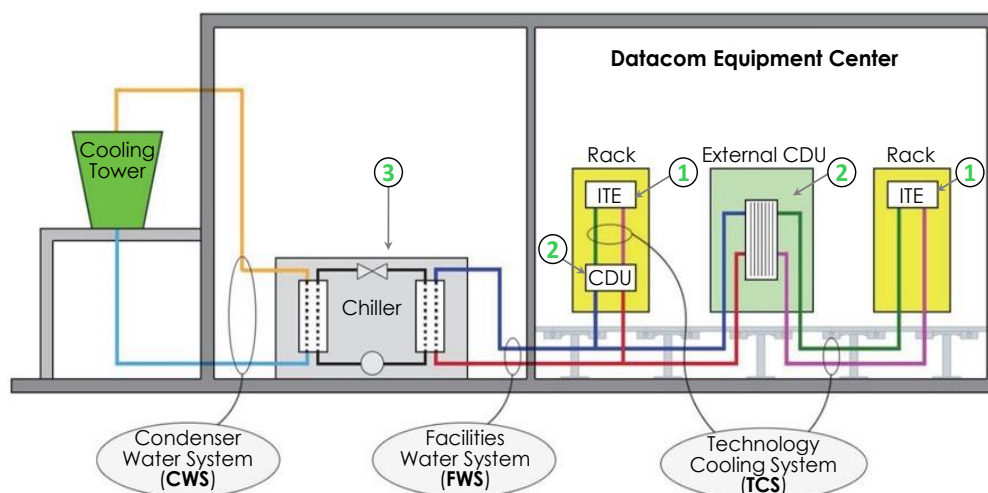 Datacom Equipment Center
Cooling
Tower
Rack
External CDU
Rack
3
1
2
1
ITE
ITE
2
CDU
Chiller
Condenser
Water System
(CWS)
Facilities
Water System
(FWS)
Technology
Cooling System
(TCS)